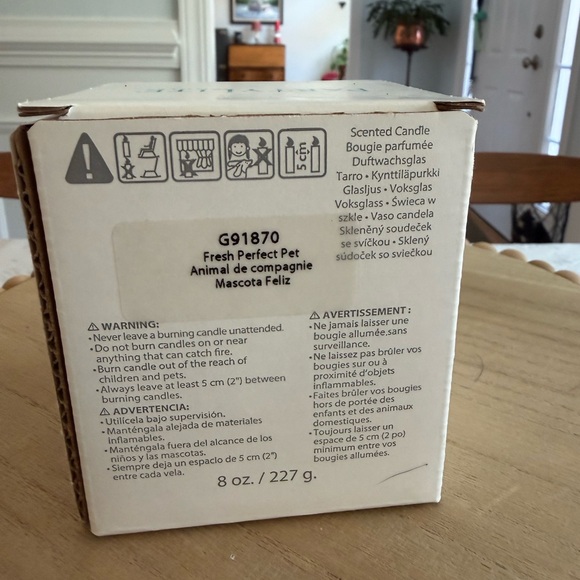 5 cm
Scented Candle
Bougie parfumée
Duftwachsglas
Tarro • Kynttiläpurkki
Glasljus • Voksglas
Voksglass • Świeca w
szkle • Vaso candela
Skleněný soudeček
se svíčkou • Sklený
súdoček so sviečkou
G91870
Fresh Perfect Pet
Animal de compagnie
Mascota Feliz
⚠ WARNING:
•Never leave a burning candle unattended.
•Do not burn candles on or near
anything that can catch fire.
•Burn candle out of the reach of
children and pets.
•Always leave at least 5 cm (2") between
burning candles.
⚠ ADVERTENCIA:
•Utilícela bajo supervisión.
•Manténgala alejada de materiales
inflamables.
•Manténgala fuera del alcance de los
niños y las mascotas.
•Siempre deja un espacio de 5 cm (2")
entre cada vela.
⚠ AVERTISSEMENT :
•Ne jamais laisser une
bougie allumée,sans
surveillance.
•Ne laissez pas brûler vos
bougies sur ou à
proximité d'objets
inflammables.
•Faites brûler vos bougies
hors de portée des
enfants et des animaux
domestiques.
•Toujours laisser un
espace de 5 cm (2 po)
minimum entre vos
bougies allumées.
8 oz. / 227 g.